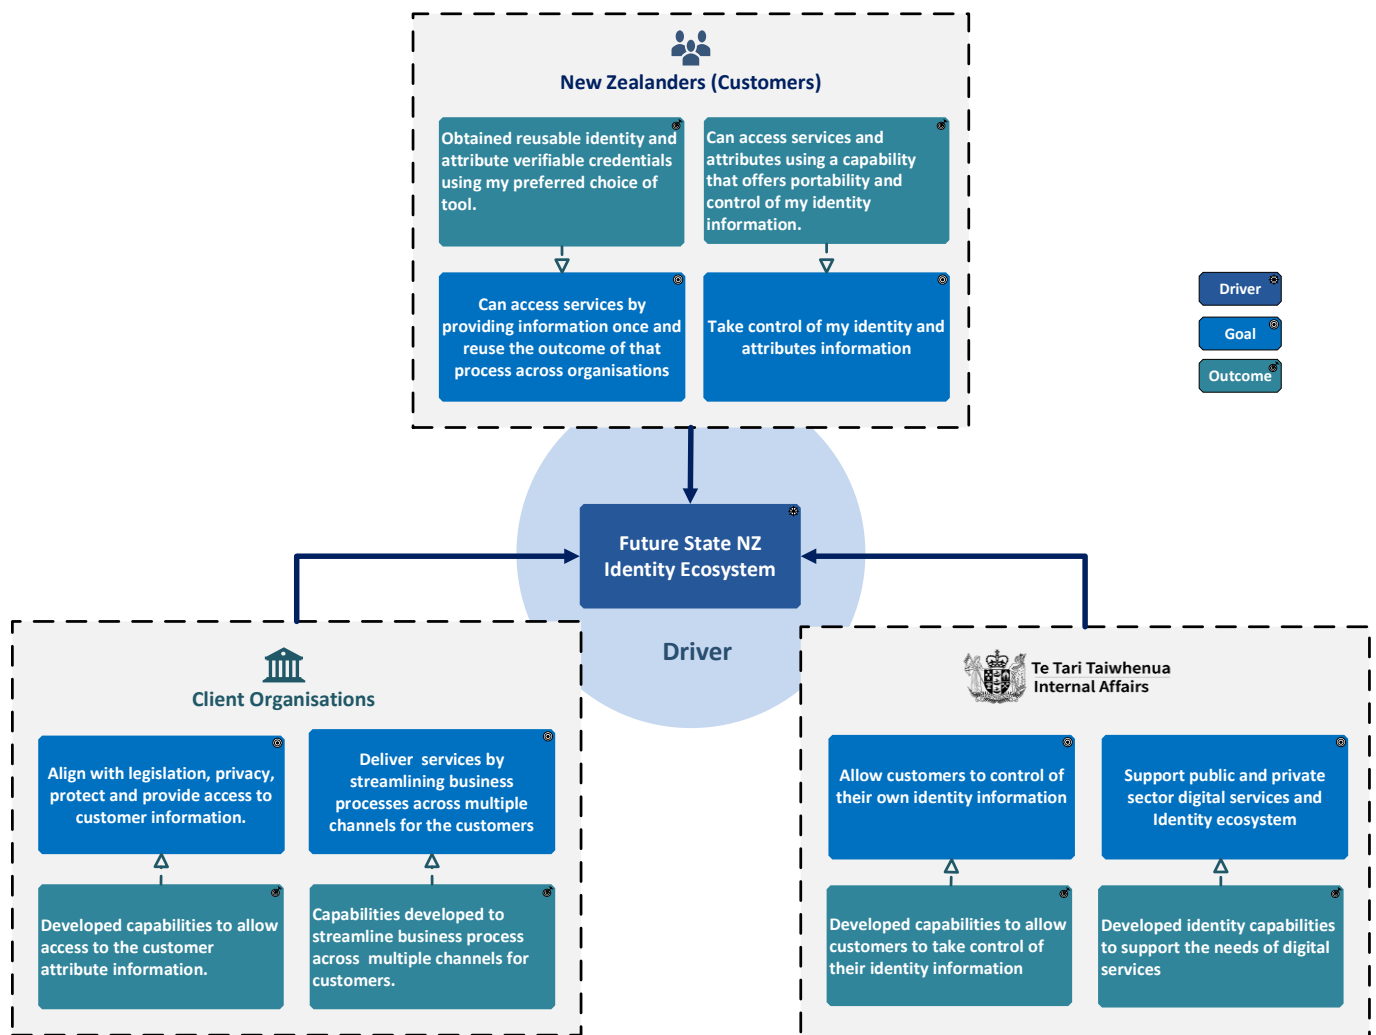 New Zealanders (Customers)
Obtained reusable identity and
attribute verifiable credentials
using my preferred choice of
tool.
Can access services and
attributes using a capability
that offers portability and
control of my identity
information.
Can access services by
providing information once and
reuse the outcome of that
process across organisations
Take control of my identity and
attributes information
Driver
Goal
Outcome
Future State NZ
Identity Ecosystem
Driver
Client Organisations
Align with legislation, privacy,
protect and provide access to
customer information.
Deliver services by
streamlining business
processes across multiple
channels for the customers
Developed capabilities to allow
access to the customer
attribute information.
Capabilities developed to
streamline business process
across multiple channels for
customers.
Te Tari Taiwhenua
Internal Affairs
Allow customers to control of
their own identity information
Support public and private
sector digital services and
Identity ecosystem
Developed capabilities to allow
customers to take control of
their identity information
Developed identity capabilities
to support the needs of digital
services